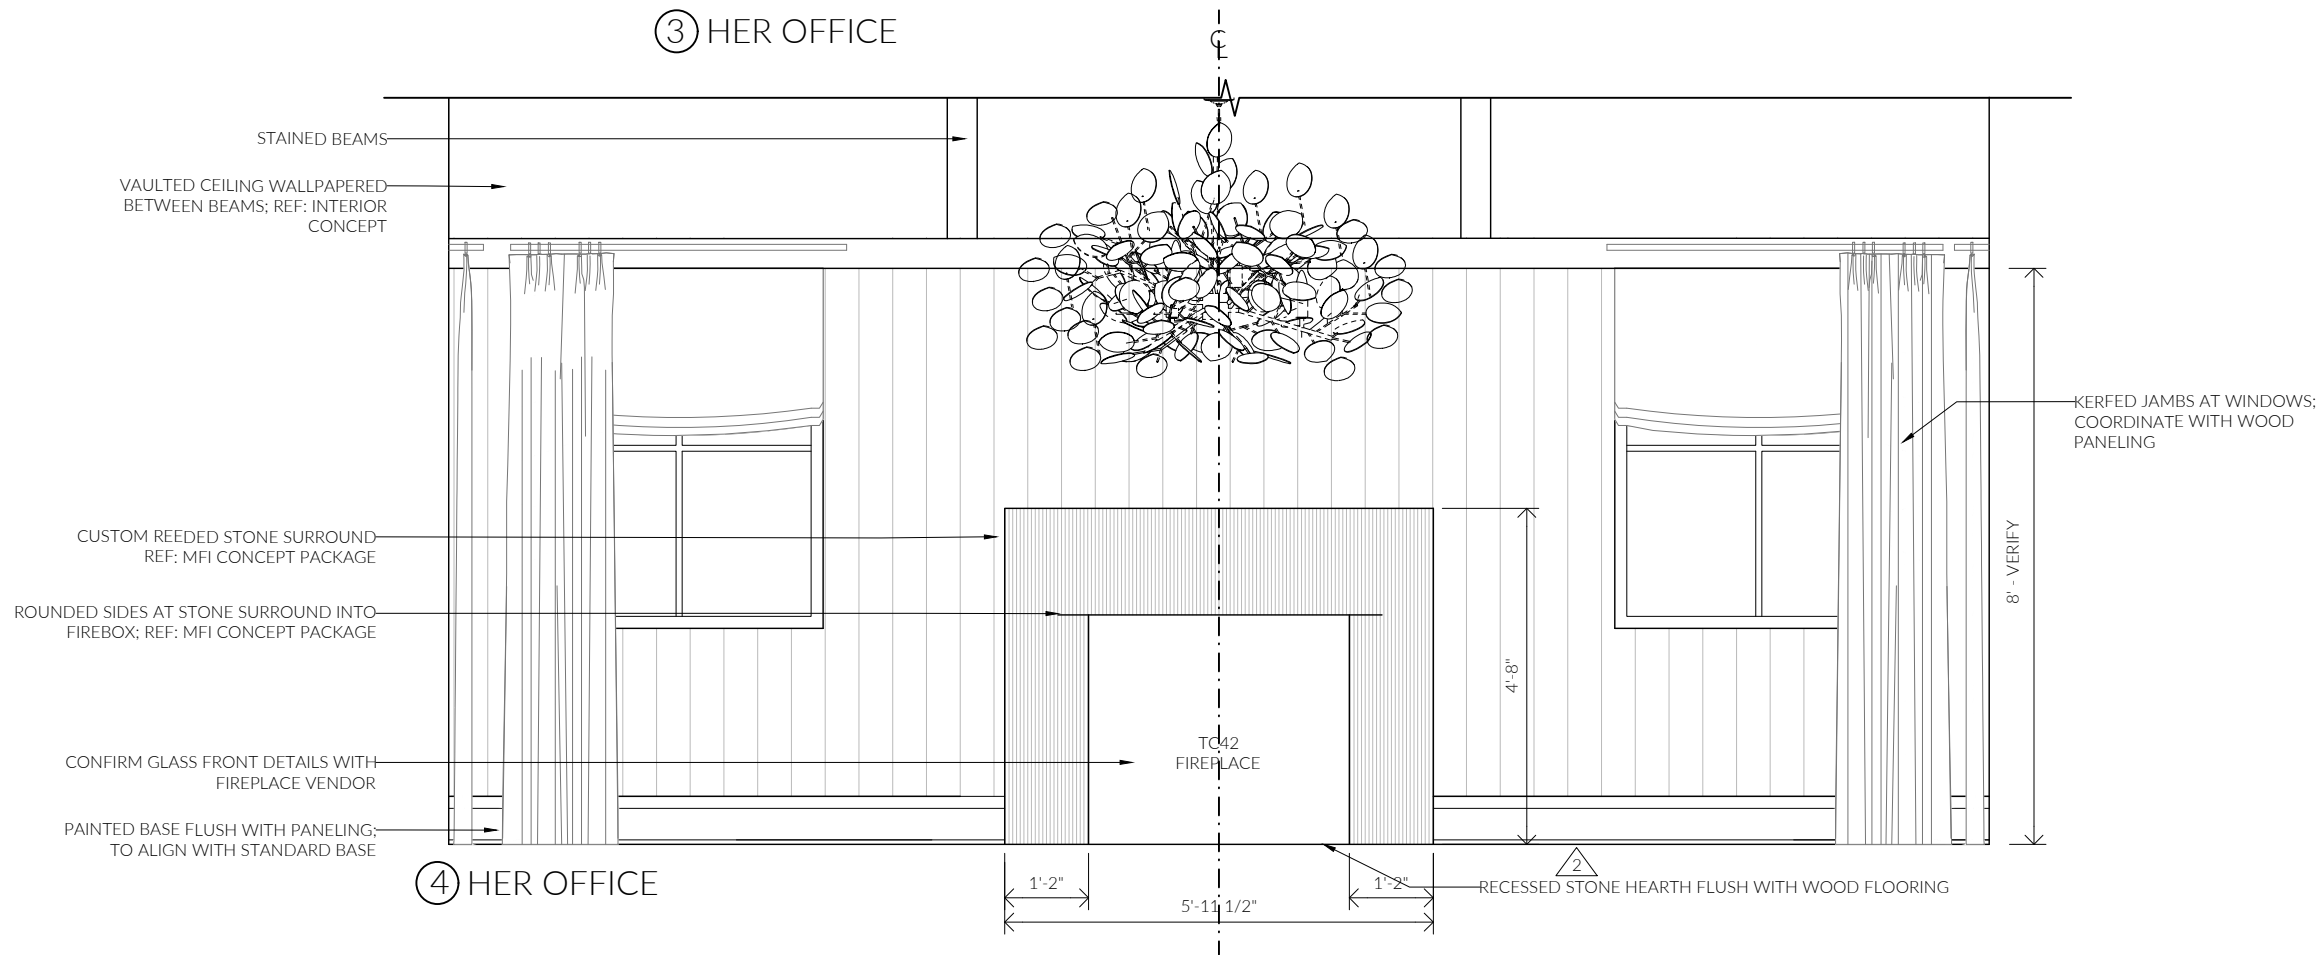 3 HER OFFICE
CL
STAINED BEAMS
VAULTED CEILING WALLPAPERED
BETWEEN BEAMS; REF: INTERIOR
CONCEPT
KERFED JAMBS AT WINDOWS;
COORDINATE WITH WOOD
PANELING
CUSTOM REEDED STONE SURROUND
REF: MFI CONCEPT PACKAGE
8' - VERIFY
ROUNDED SIDES AT STONE SURROUND INTO
FIREBOX; REF: MFI CONCEPT PACKAGE
4'-8"
TC42
FIREPLACE
CONFIRM GLASS FRONT DETAILS WITH
FIREPLACE VENDOR
PAINTED BASE FLUSH WITH PANELING;
TO ALIGN WITH STANDARD BASE
2
4 HER OFFICE
1'-2"
1'-2"
RECESSED STONE HEARTH FLUSH WITH WOOD FLOORING
5'-11 1/2"